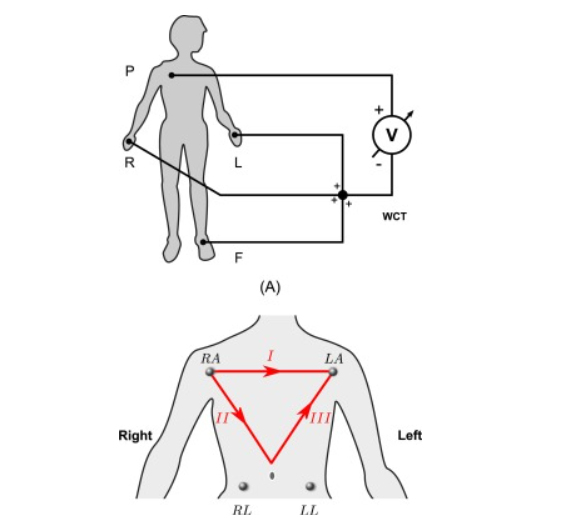 P
+
V
R
L
-
+
+ +
WCT
F
(A)
I
RA LA
II III
Right Left
RL LL